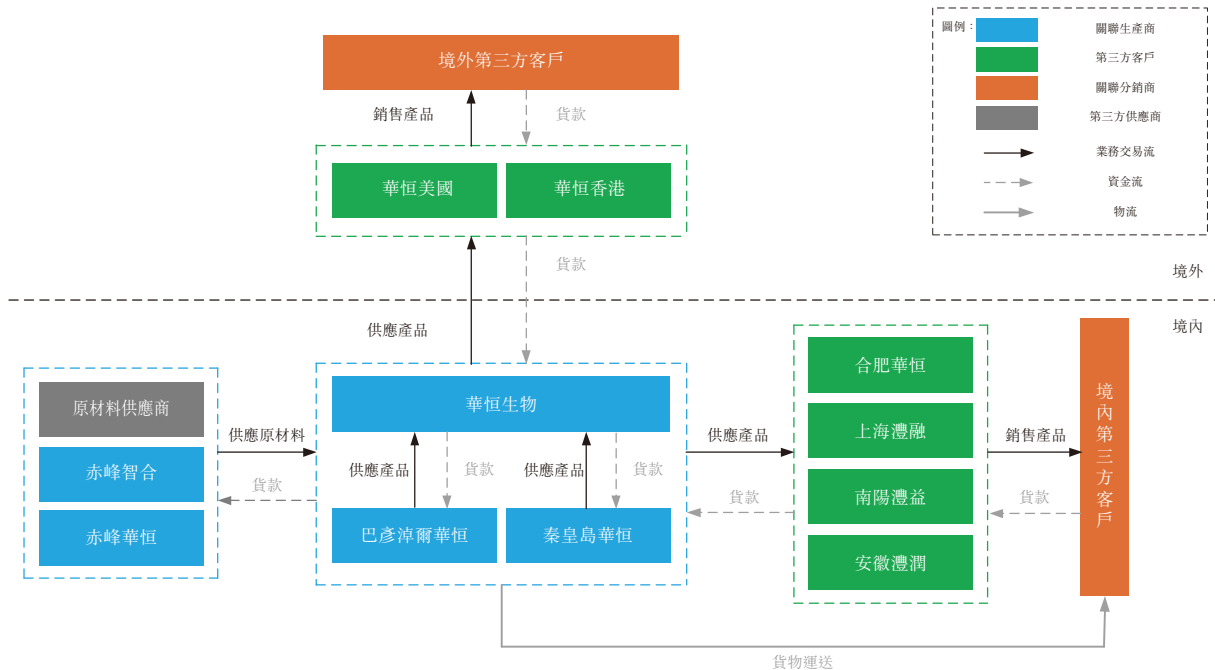 圖例：
關聯生產商
第三方客戶
關聯分銷商
第三方供應商
業務交易流
資金流
物流
境外第三方客戶
銷售產品
貨款
華恒美國
華恒香港
貨款
境外
境內
供應產品
原材料供應商
赤峰智合
赤峰華恒
供應原材料
貨款
華恒生物
供應產品
貨款
供應產品
貨款
巴彥淖爾華恒
秦皇島華恒
供應產品
貨款
合肥華恒
上海澧融
南陽澧益
安徽澧潤
銷售產品
貨款
境內第三方客戶
貨物運送